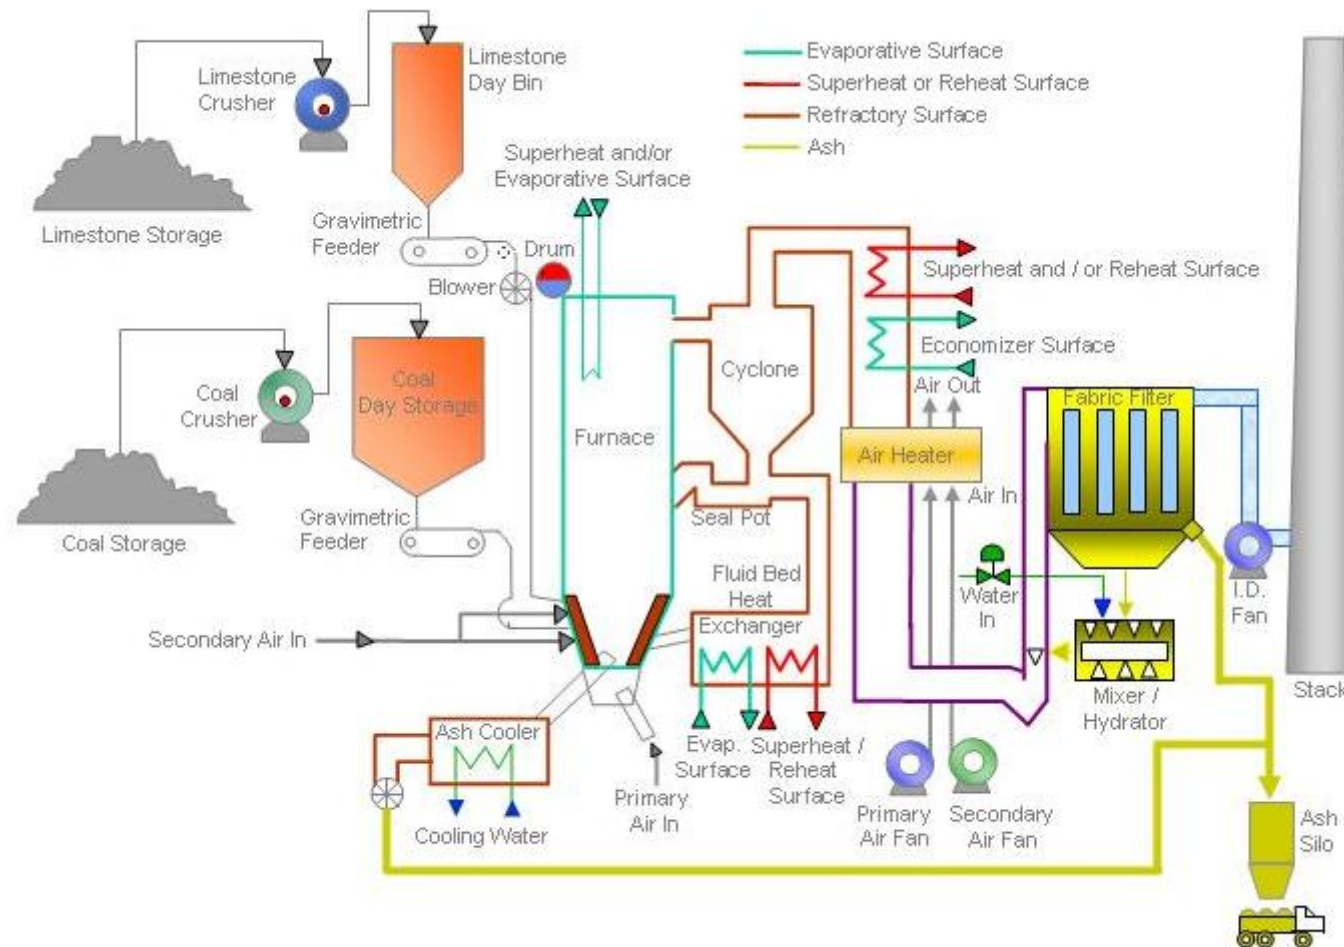 Limestone
Crusher
Limestone
Day Bin
Evaporative Surface
Superheat or Reheat Surface
Refractory Surface
Ash
Superheat and/or
Evaporative Surface
Limestone Storage
Gravimetric
Feeder
Blower
Drum
Superheat and / or Reheat Surface
Economizer Surface
Cyclone
Coal
Crusher
Coal
Day Storage
Furnace
Air Out
Fabric Filter
Air Heater
Air In
Coal Storage
Gravimetric
Feeder
Seal Pot
Fluid Bed
Heat
Exchanger
Water
In
I.D.
Fan
Secondary Air In
Mixer /
Hydrator
Stack
Ash Cooler
Evap.
Surface
Superheat /
Reheat
Surface
Primary
Air In
Cooling Water
Primary
Air Fan
Secondary
Air Fan
Ash
Silo